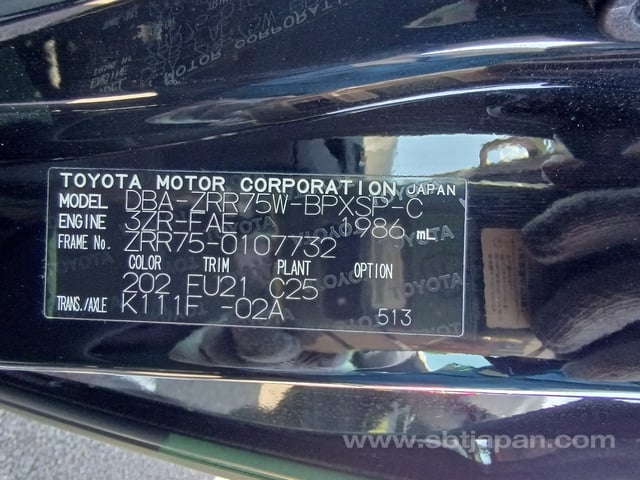 TOYOTA MOTOR CORPORATION JAPAN
MODEL DBA-ZRR75W-BPXSP-C
ENGINE 3ZR-FAE 1986 mL
FRAME No. ZRR75-0107732
COLOR TRIM PLANT OPTION
202 FU21 C25
TRANS./AXLE K111F -02A 513
www.sbtjapan.com